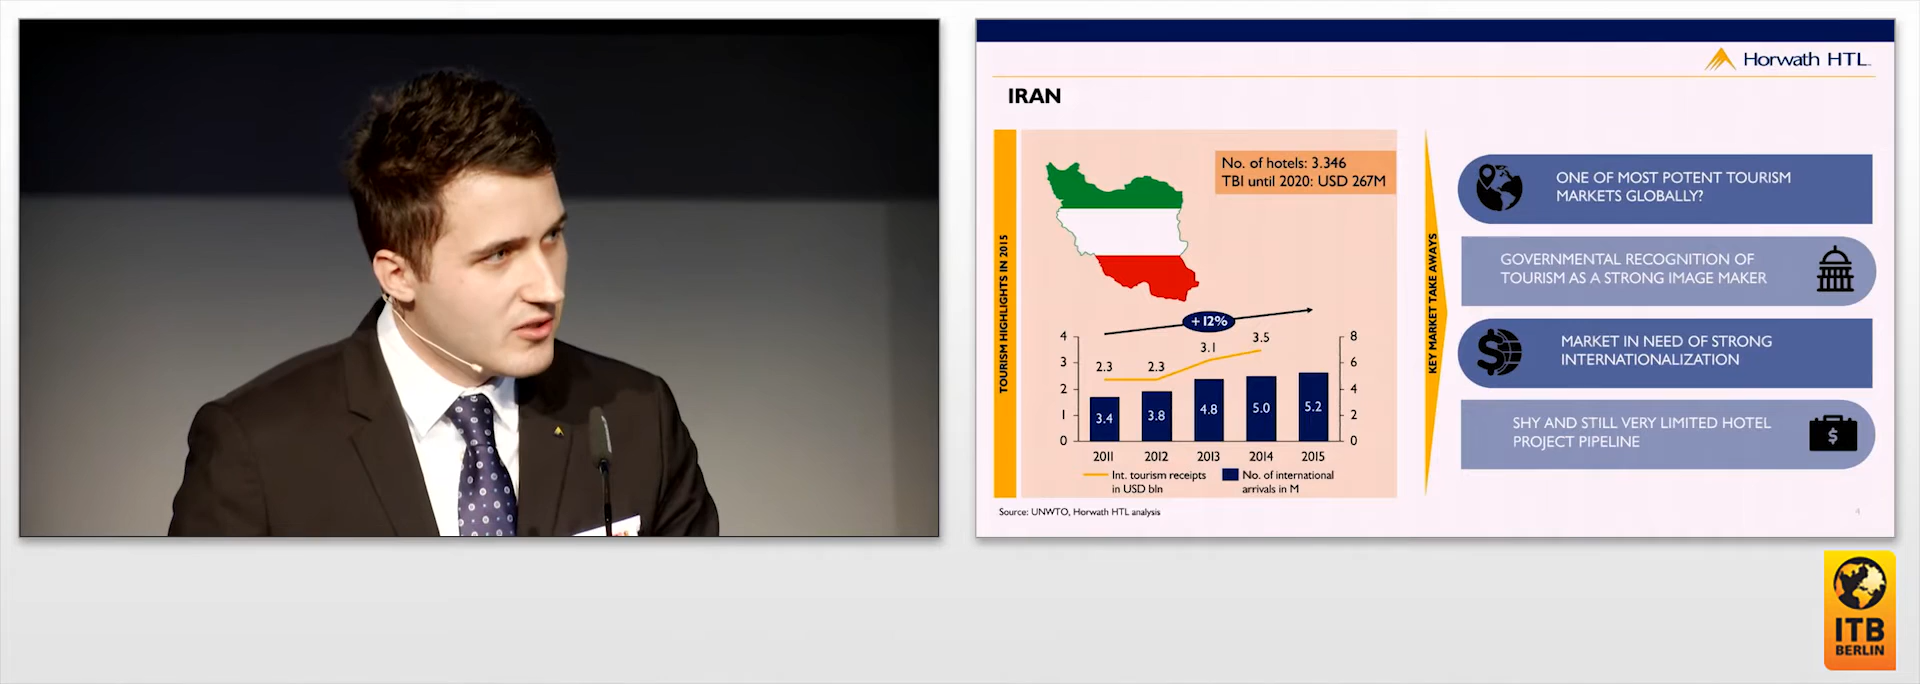 Horwath HTL
IRAN
TOURISM HIGHLIGHTS IN 2015
No. of hotels: 3.346
TBI until 2020: USD 267M
+12%
4
3
2
1
0
8
6
4
2
0
2.3
2.3
3.1
3.5
3.4
3.8
4.8
5.0
5.2
2011
2012
2013
2014
2015
Int. tourism receipts
in USD bln
No. of international
arrivals in M
KEY MARKET TAKE AWAYS
ONE OF MOST POTENT TOURISM
MARKETS GLOBALLY?
GOVERNMENTAL RECOGNITION OF
TOURISM AS A STRONG IMAGE MAKER
$
MARKET IN NEED OF STRONG
INTERNATIONALIZATION
SHY AND STILL VERY LIMITED HOTEL
PROJECT PIPELINE
$
Source: UNWTO, Horwath HTL analysis
4
ITB
BERLIN